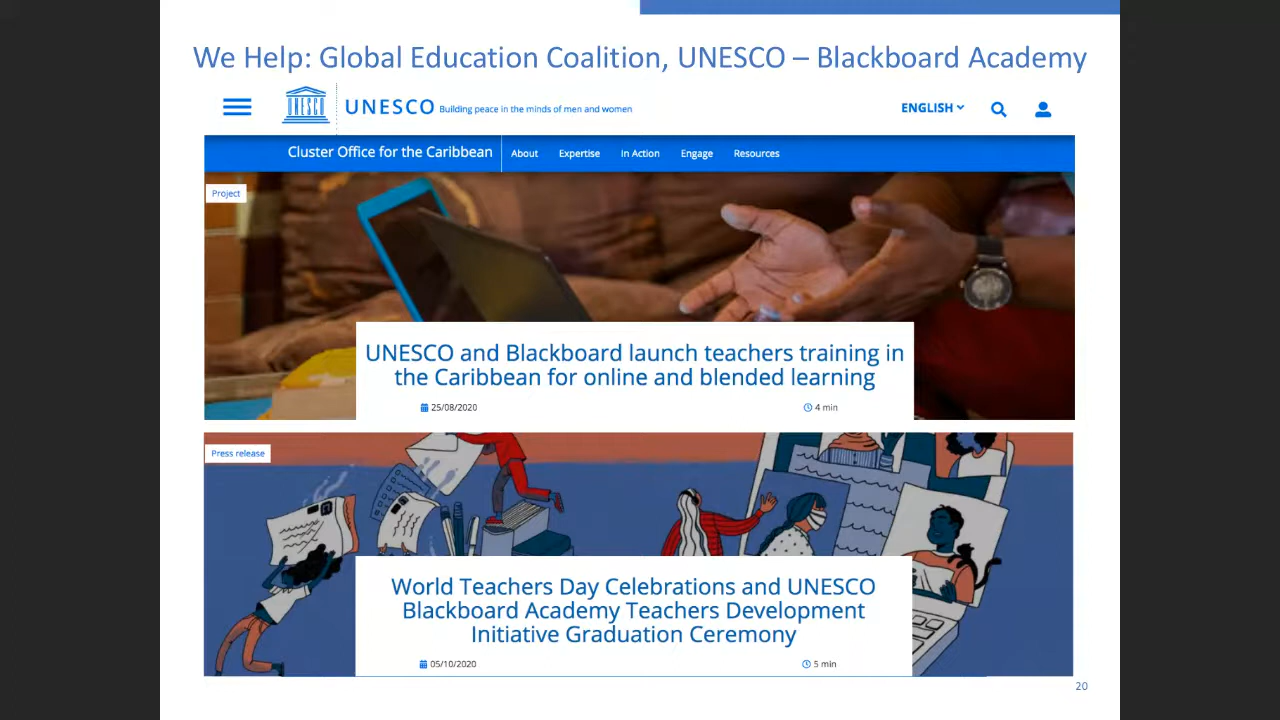 We Help: Global Education Coalition, UNESCO – Blackboard Academy
UNESCO
UNESCO Building peace in the minds of men and women
ENGLISH
Cluster Office for the Caribbean
About Expertise In Action Engage Resources
Project
UNESCO and Blackboard launch teachers training in
the Caribbean for online and blended learning
25/08/2020 4 min
Press release
World Teachers Day Celebrations and UNESCO
Blackboard Academy Teachers Development
Initiative Graduation Ceremony
05/10/2020 5 min
20